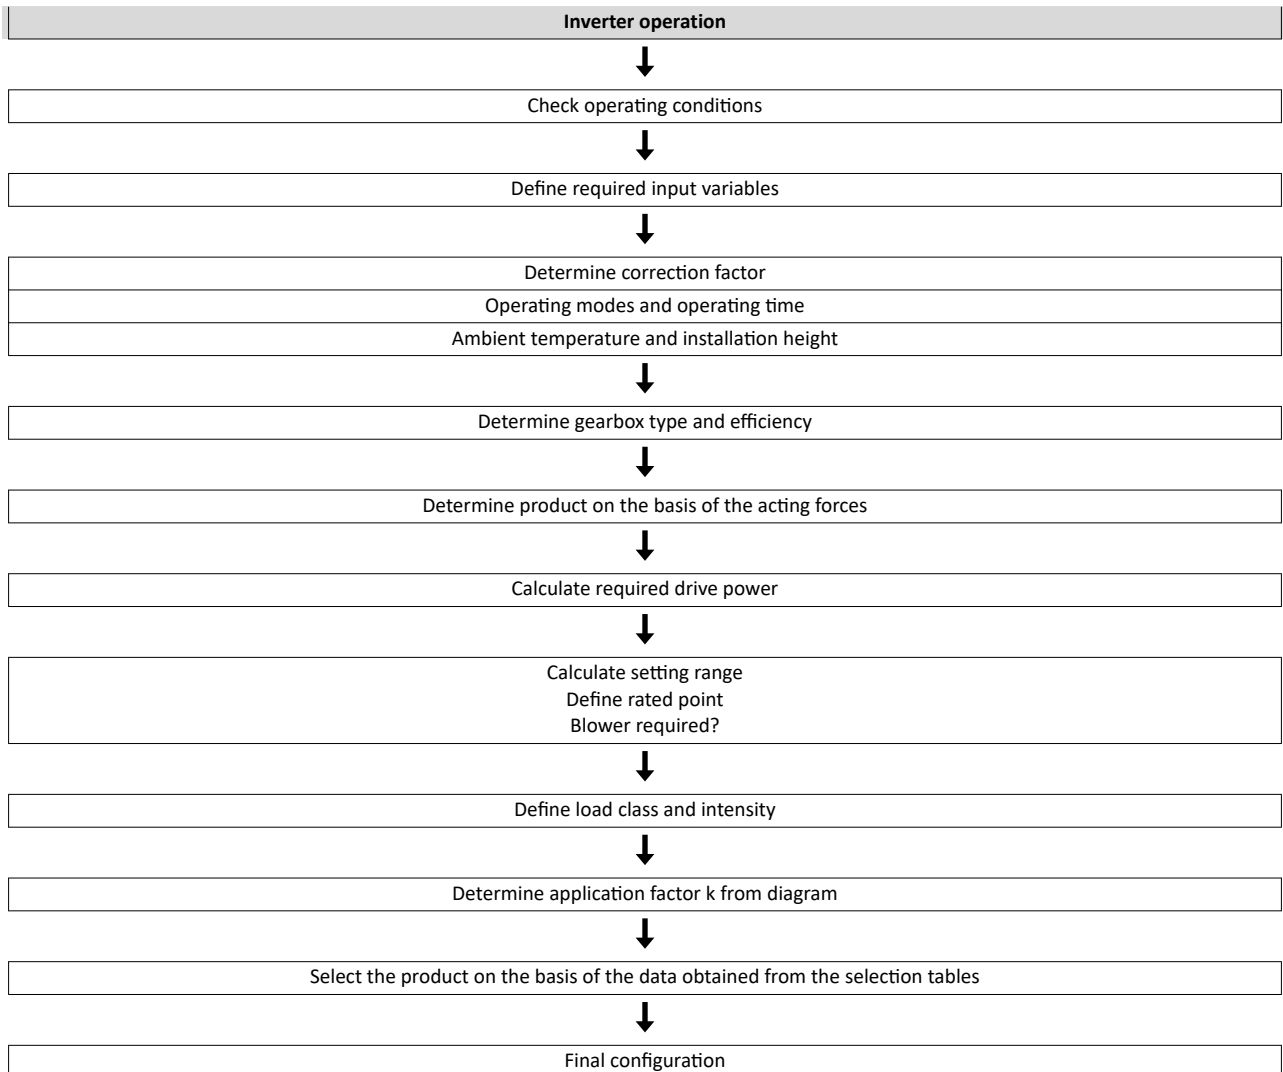 Inverter operation
Check operating conditions
Define required input variables
Determine correction factor
Operating modes and operating time
Ambient temperature and installation height
Determine gearbox type and efficiency
Determine product on the basis of the acting forces
Calculate required drive power
Calculate setting range
Define rated point
Blower required?
Define load class and intensity
Determine application factor k from diagram
Select the product on the basis of the data obtained from the selection tables
Final configuration